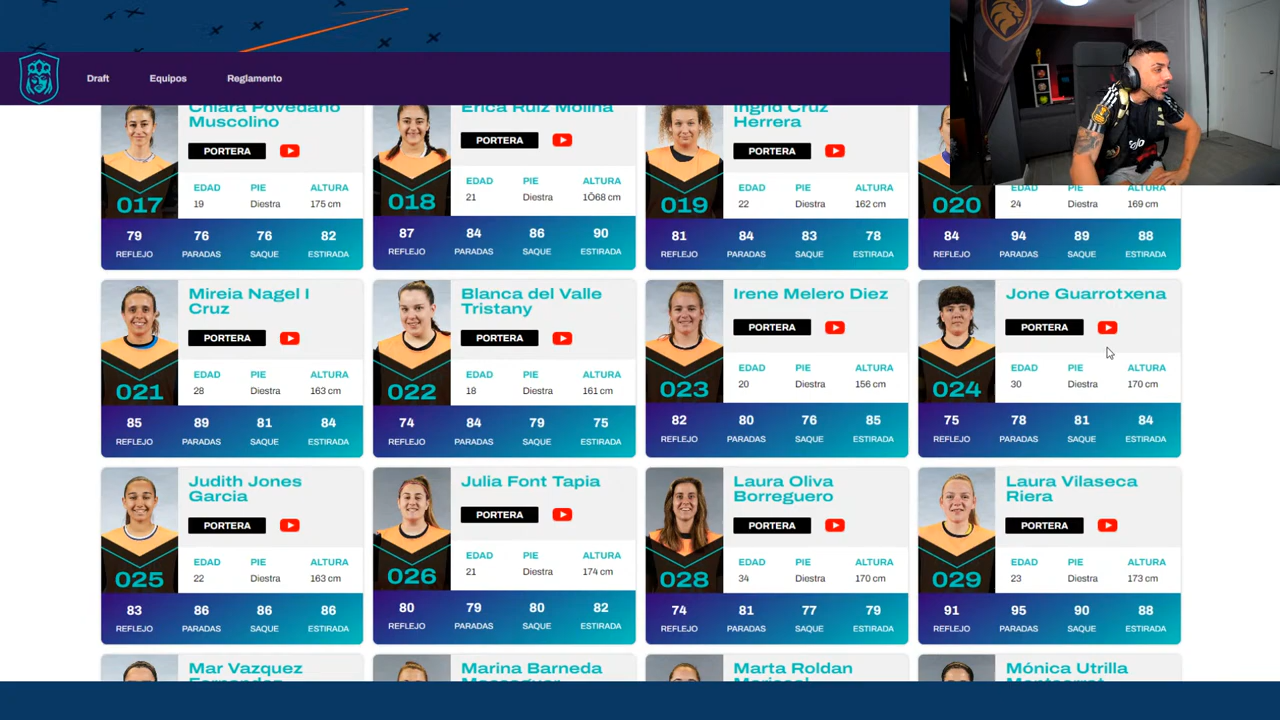 Draft Equipos Reglamento
Chiara Povedano
Muscolino
PORTERA
EDAD PIE ALTURA
19 Diestra 175 cm
017
79 76 76 82
REFLEJO PARADAS SAQUE ESTIRADA
Erica Ruiz Molina
PORTERA
EDAD PIE ALTURA
21 Diestra 1Ö68 cm
018
87 84 86 90
REFLEJO PARADAS SAQUE ESTIRADA
Ingrid Cruz
Herrera
PORTERA
EDAD PIE ALTURA
22 Diestra 162 cm
019
81 84 83 78
REFLEJO PARADAS SAQUE ESTIRADA
EDAD PIE ALTURA
24 Diestra 169 cm
020
84 94 89 88
REFLEJO PARADAS SAQUE ESTIRADA
Mireia Nagel I
Cruz
PORTERA
EDAD PIE ALTURA
28 Diestra 163 cm
021
85 89 81 84
REFLEJO PARADAS SAQUE ESTIRADA
Blanca del Valle
Tristany
PORTERA
EDAD PIE ALTURA
18 Diestra 161 cm
022
74 84 79 75
REFLEJO PARADAS SAQUE ESTIRADA
Irene Melero Diez
PORTERA
EDAD PIE ALTURA
20 Diestra 156 cm
023
82 80 76 85
REFLEJO PARADAS SAQUE ESTIRADA
Jone Guarrotxena
PORTERA
EDAD PIE ALTURA
30 Diestra 170 cm
024
75 78 81 84
REFLEJO PARADAS SAQUE ESTIRADA
Judith Jones
Garcia
PORTERA
EDAD PIE ALTURA
22 Diestra 163 cm
025
83 86 86 86
REFLEJO PARADAS SAQUE ESTIRADA
Julia Font Tapia
PORTERA
EDAD PIE ALTURA
21 Diestra 174 cm
026
80 79 80 82
REFLEJO PARADAS SAQUE ESTIRADA
Laura Oliva
Borreguero
PORTERA
EDAD PIE ALTURA
34 Diestra 170 cm
028
74 81 77 79
REFLEJO PARADAS SAQUE ESTIRADA
Laura Vilaseca
Riera
PORTERA
EDAD PIE ALTURA
23 Diestra 173 cm
029
91 95 90 88
REFLEJO PARADAS SAQUE ESTIRADA
Mar Vazquez
Marina Barneda
Marta Roldan
Mónica Utrilla